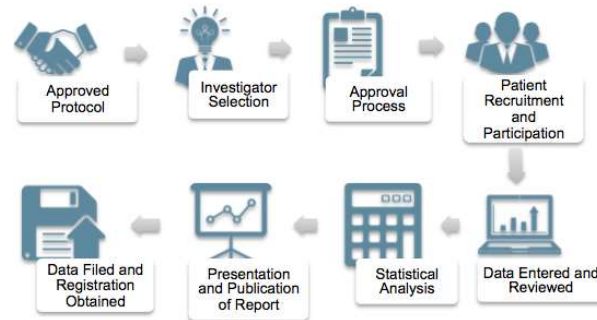 Approved
Protocol
Investigator
Selection
Approval
Process
Patient
Recruitment
and
Participation
Data Entered and
Reviewed
Statistical
Analysis
Presentation
and Publication
of Report
Data Filed and
Registration
Obtained